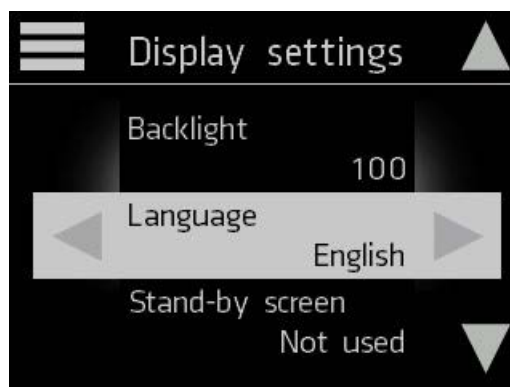 Display settings
Backlight
100
Language
English
Stand-by screen
Not used